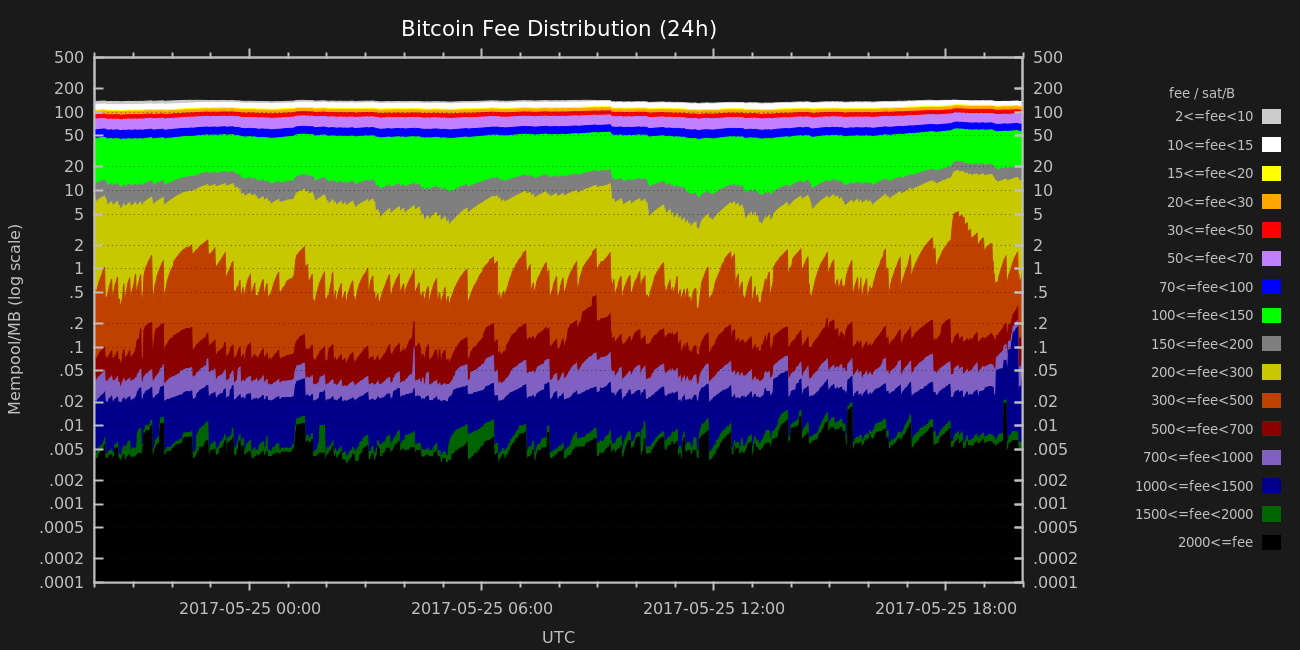 Bitcoin Fee Distribution (24h)
500
200
100
50
20
10
5
2
1
.5
.2
.1
.05
.02
.01
.005
.002
.001
.0005
.0002
.0001
Mempool/MB (log scale)
500
200
100
50
20
10
5
2
1
.5
.2
.1
.05
.02
.01
.005
.002
.001
.0005
.0002
.0001
2017-05-25 00:00
2017-05-25 06:00
2017-05-25 12:00
2017-05-25 18:00
UTC
fee / sat/B
2<=fee<10
10<=fee<15
15<=fee<20
20<=fee<30
30<=fee<50
50<=fee<70
70<=fee<100
100<=fee<150
150<=fee<200
200<=fee<300
300<=fee<500
500<=fee<700
700<=fee<1000
1000<=fee<1500
1500<=fee<2000
2000<=fee